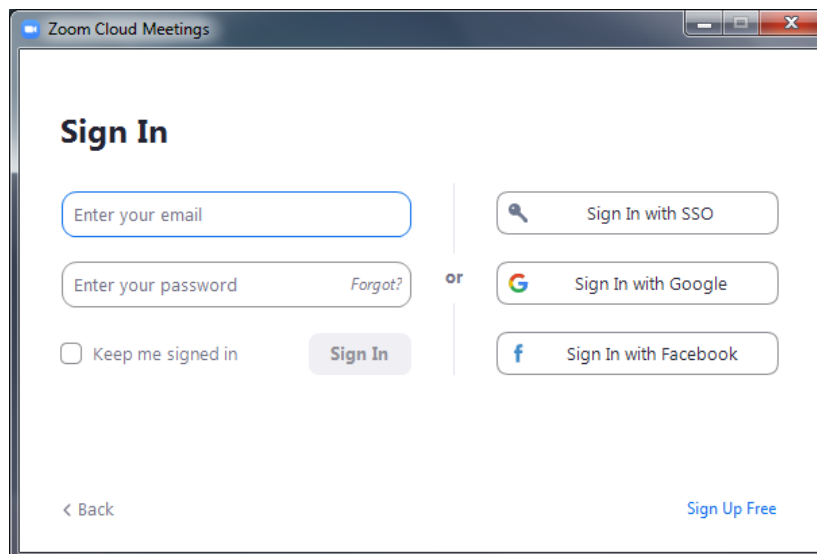 Zoom Cloud Meetings
Sign In
Enter your email
Enter your password
Forgot?
Keep me signed in
Sign In
or
Sign In with SSO
Sign In with Google
Sign In with Facebook
< Back
Sign Up Free